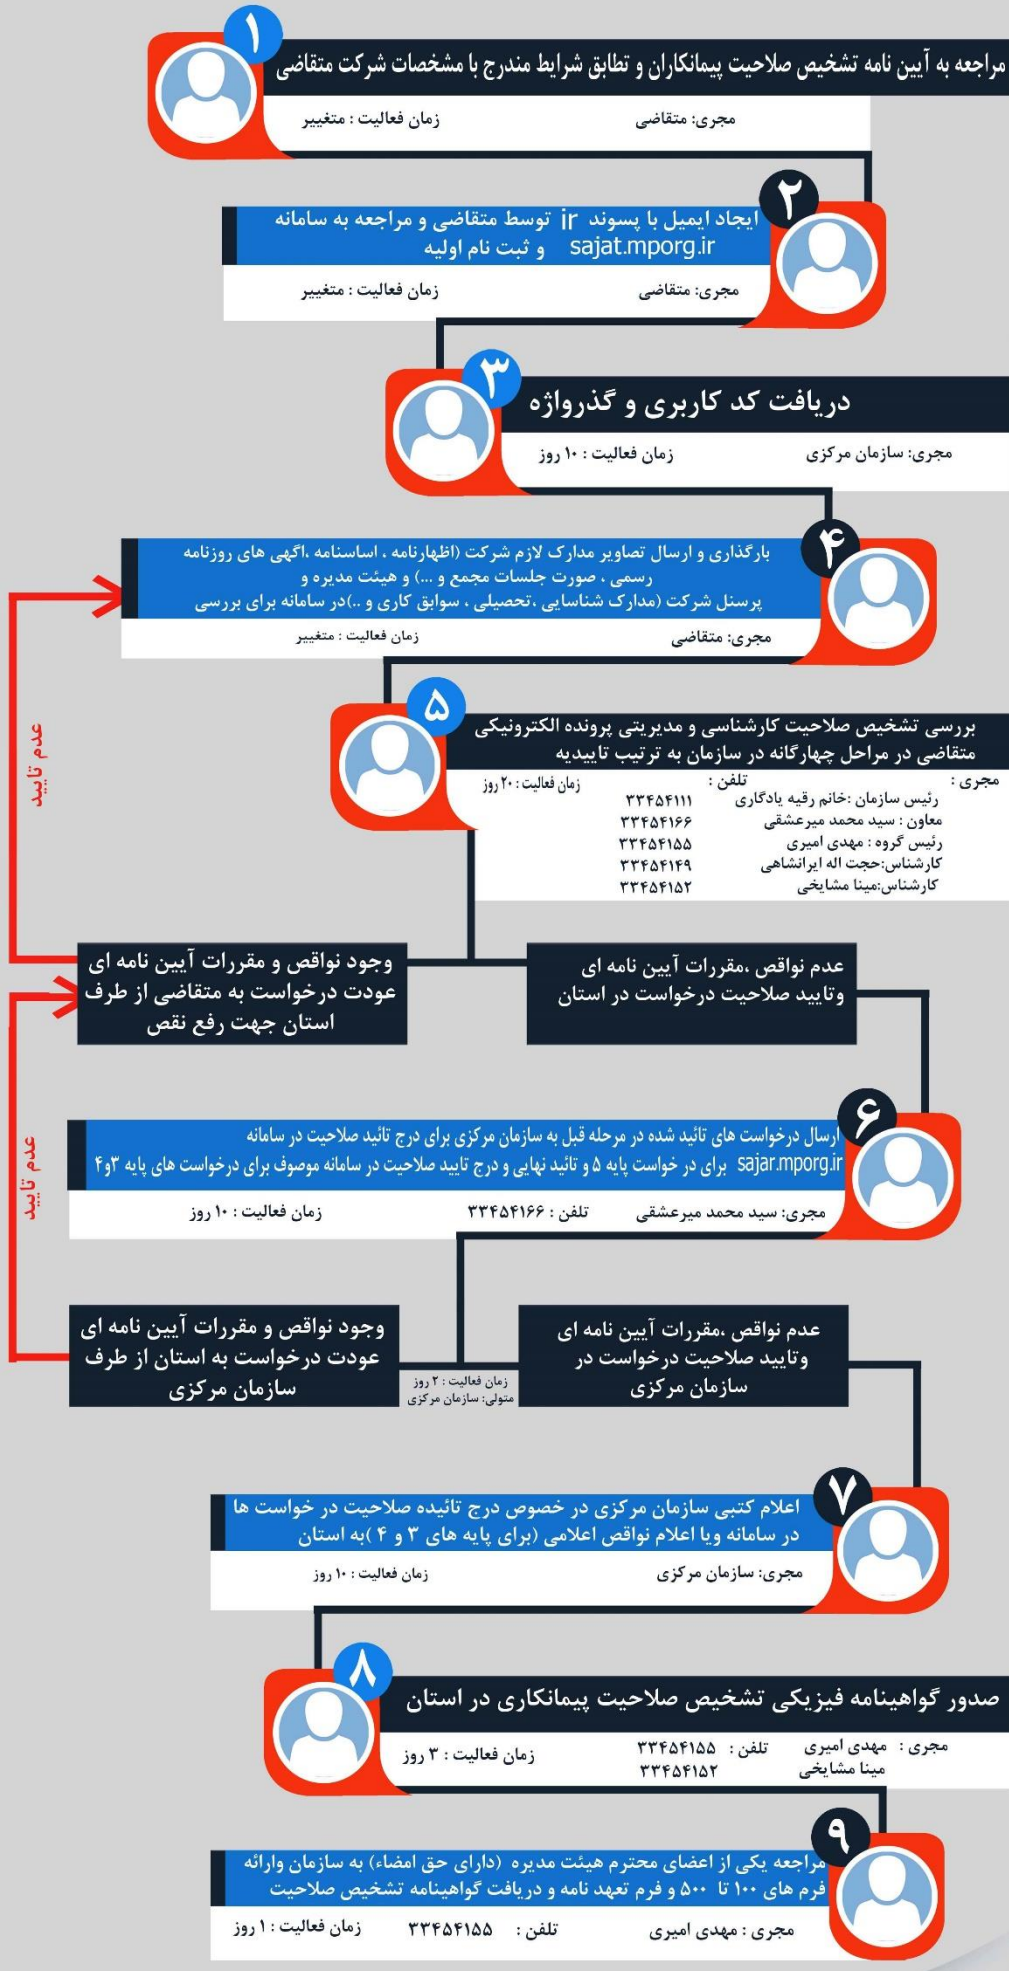 ۱
مراجعه به آیین نامه تشخیص صلاحیت پیمانکاران و تطابق شرایط مندرج با مشخصات شرکت متقاضی
مجری: متقاضی زمان فعالیت : متغییر
۲
ایجاد ایمیل با پسوند ir توسط متقاضی و مراجعه به سامانه
sajat.mporg.ir و ثبت نام اولیه
مجری: متقاضی زمان فعالیت : متغییر
۳
دریافت کد کاربری و گذرواژه
مجری: سازمان مرکزی زمان فعالیت : ۱۰ روز
۴
بارگذاری و ارسال تصاویر مدارک لازم شرکت (اظهارنامه ، اساسنامه ،اگهی های روزنامه
رسمی ، صورت جلسات مجمع و ...) و هیئت مدیره و
پرسنل شرکت (مدارک شناسایی ،تحصیلی ، سوابق کاری و ..)در سامانه برای بررسی
مجری: متقاضی زمان فعالیت : متغییر
عدم تایید
۵
بررسی تشخیص صلاحیت کارشناسی و مدیریتی پرونده الکترونیکی
متقاضی در مراحل چهارگانه در سازمان به ترتیب تاییدیه
مجری : تلفن : زمان فعالیت : ۲۰ روز
رئیس سازمان :خانم رقیه یادگاری ۳۳۴۵۴۱۱۱
معاون : سید محمد میرعشقی ۳۳۴۵۴۱۶۶
رئیس گروه : مهدی امیری ۳۳۴۵۴۱۵۵
کارشناس:حجت اله ایرانشاهی ۳۳۴۵۴۱۴۹
کارشناس:مینا مشایخی ۳۳۴۵۴۱۵۲
عدم نواقص ،مقررات آیین نامه ای
وتایید صلاحیت درخواست در استان
وجود نواقص و مقررات آیین نامه ای
عودت درخواست به متقاضی از طرف
استان جهت رفع نقص
عدم تایید
۶
ارسال درخواست های تائید شده در مرحله قبل به سازمان مرکزی برای درج تائید صلاحیت در سامانه
sajar.mporg.ir برای در خواست پایه ۵ و تائید نهایی و درج تایید صلاحیت در سامانه موصوف برای درخواست های پایه ۳و۴
مجری: سید محمد میرعشقی تلفن : ۳۳۴۵۴۱۶۶ زمان فعالیت : ۱۰ روز
عدم نواقص ،مقررات آیین نامه ای
وتایید صلاحیت درخواست در
سازمان مرکزی
زمان فعالیت : ۲ روز
متولی: سازمان مرکزی
وجود نواقص و مقررات آیین نامه ای
عودت درخواست به استان از طرف
سازمان مرکزی
۷
اعلام کتبی سازمان مرکزی در خصوص درج تائیده صلاحیت در خواست ها
در سامانه ویا اعلام نواقص اعلامی (برای پایه های ۳ و ۴ )به استان
مجری: سازمان مرکزی زمان فعالیت : ۱۰ روز
۸
صدور گواهینامه فیزیکی تشخیص صلاحیت پیمانکاری در استان
مجری : مهدی امیری تلفن : ۳۳۴۵۴۱۵۵ زمان فعالیت : ۳ روز
مینا مشایخی ۳۳۴۵۴۱۵۲
۹
مراجعه یکی از اعضای محترم هیئت مدیره (دارای حق امضاء) به سازمان وارائه
فرم های ۱۰۰ تا ۵۰۰ و فرم تعهد نامه و دریافت گواهینامه تشخیص صلاحیت
مجری : مهدی امیری تلفن : ۳۳۴۵۴۱۵۵ زمان فعالیت : ۱ روز